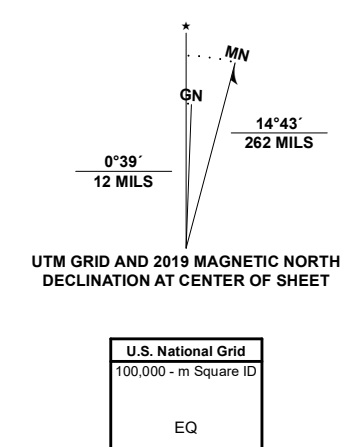 ★
MN
GN
14°43´
262 MILS
0°39´
12 MILS
UTM GRID AND 2019 MAGNETIC NORTH
DECLINATION AT CENTER OF SHEET
U.S. National Grid
100,000 - m Square ID
EQ